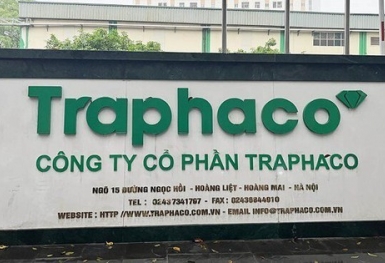 Traphaco
CÔNG TY CỔ PHẦN TRAPHACO
NGÕ 15 ĐƯỜNG NGỌC HỒI - HOÀNG LIỆT - HOÀNG MAI - HÀ NỘI
TEL : 02437341767 - FAX : 02436844010
WEBSITE : HTTP //WWW.TRAPHACO.COM.VN - EMAIL INFO@TRAPHACO.COM.VN